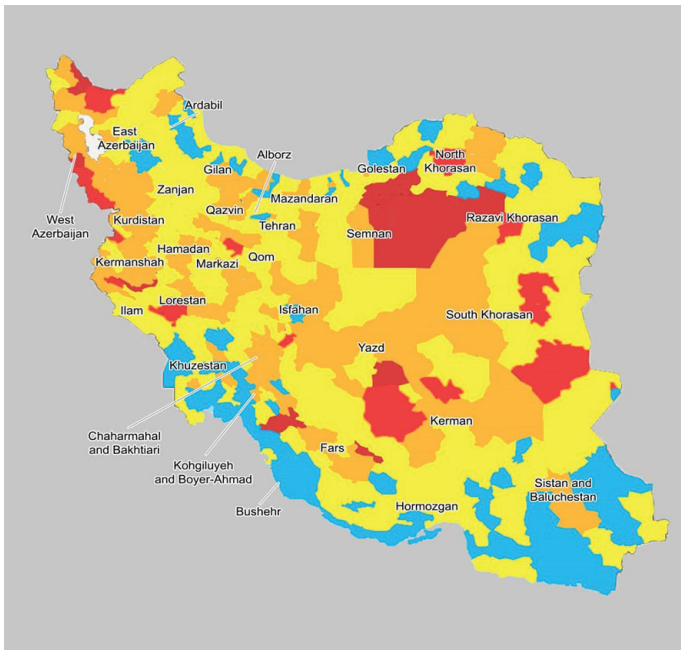 Ardabil
East
Azerbaijan
Alborz
Gilan
Golestan
North
Khorasan
Zanjan
Mazandaran
Qazvin
West
Azerbaijan
Kurdistan
Tehran
Semnan
Razavi Khorasan
Hamadan
Kermanshah
Markazi
Qom
Lorestan
Ilam
Isfahan
South Khorasan
Yazd
Khuzestan
Chaharmahal
and Bakhtiari
Kerman
Fars
Kohgiluyeh
and Boyer-Ahmad
Sistan and
Baluchestan
Bushehr
Hormozgan